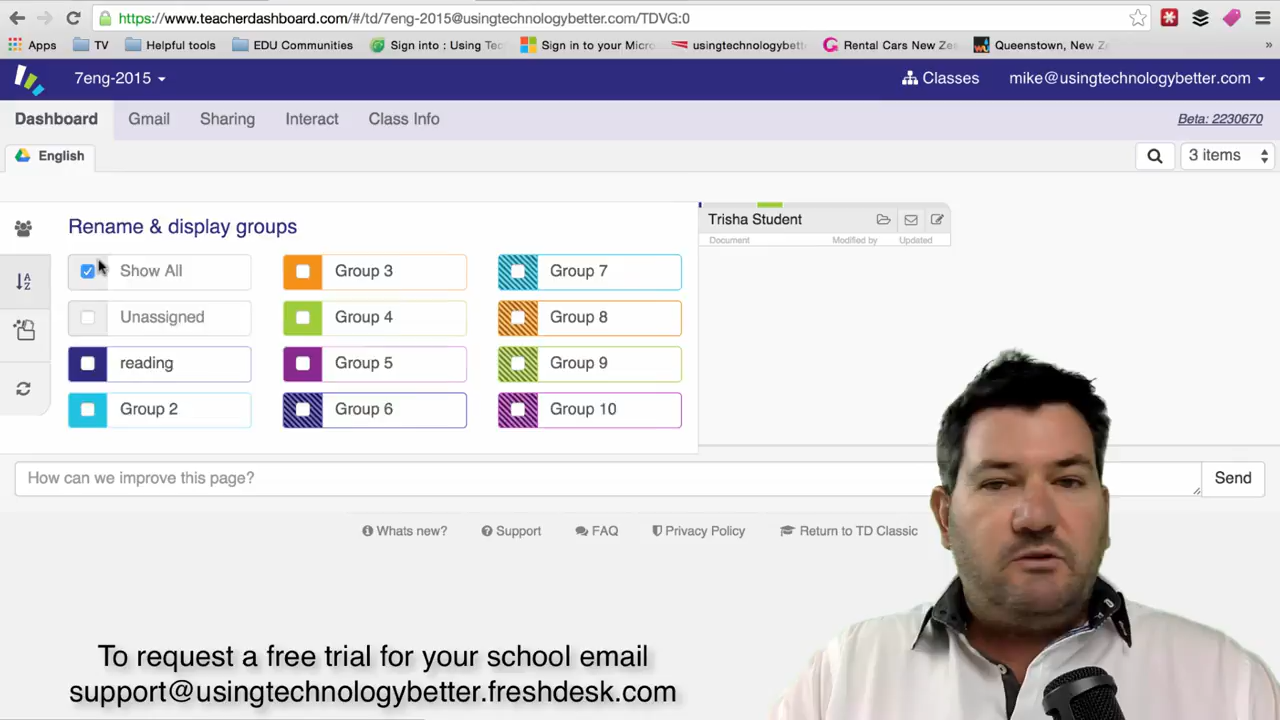 https://www.teacherdashboard.com/#/td/7eng-2015@usingtechnologybetter.com/TDVG:0
Apps TV Helpful tools EDU Communities Sign into : Using Tec Sign in to your Micro usingtechnologybett Rental Cars New Ze Queenstown, New Z »
7eng-2015 Classes mike@usingtechnologybetter.com
Dashboard Gmail Sharing Interact Class Info Beta: 2230670
English 3 items
Rename & display groups
Show All Group 3 Group 7
Unassigned Group 4 Group 8
reading Group 5 Group 9
Group 2 Group 6 Group 10
Trisha Student
Document Modified by Updated
How can we improve this page? Send
Whats new? Support FAQ Privacy Policy Return to TD Classic
To request a free trial for your school email
support@usingtechnologybetter.freshdesk.com